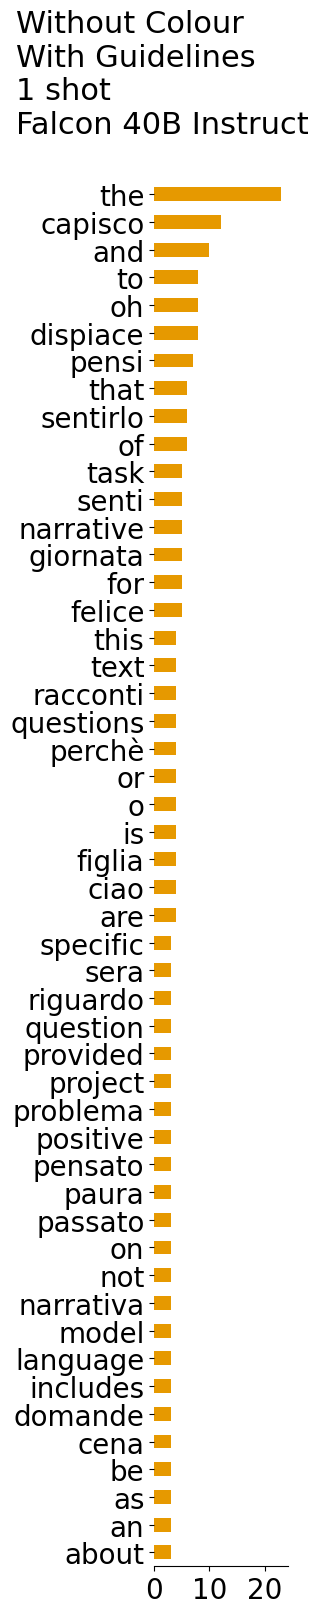 Without Colour
With Guidelines
1 shot
Falcon 40B Instruct
the
capisco
and
to
oh
dispiace
pensi
that
sentirlo
of
task
senti
narrative
giornata
for
felice
this
text
racconti
questions
perchè
or
o
is
figlia
ciao
are
specific
sera
riguardo
question
provided
project
problema
positive
pensato
paura
passato
on
not
narrativa
model
language
includes
domande
cena
be
as
an
about
0 10 20